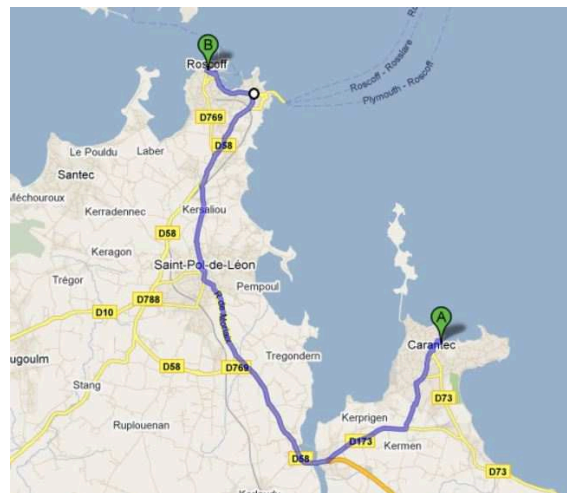 B
Roscoff
Roscoff - Rosslare
Plymouth - Roscoff
D769
D58
Le Pouldu
Laber
Santec
Méchouroux
Kerradennec
Kersaliou
D58
Keragon
Saint-Pol-de-Léon
Trégor
Pempoul
D788
D10
A
Carantec
ugoulm
Tregondern
D58
D769
Stang
D73
Kerprigen
Ruplouenan
D173
Kermen
D58
D73